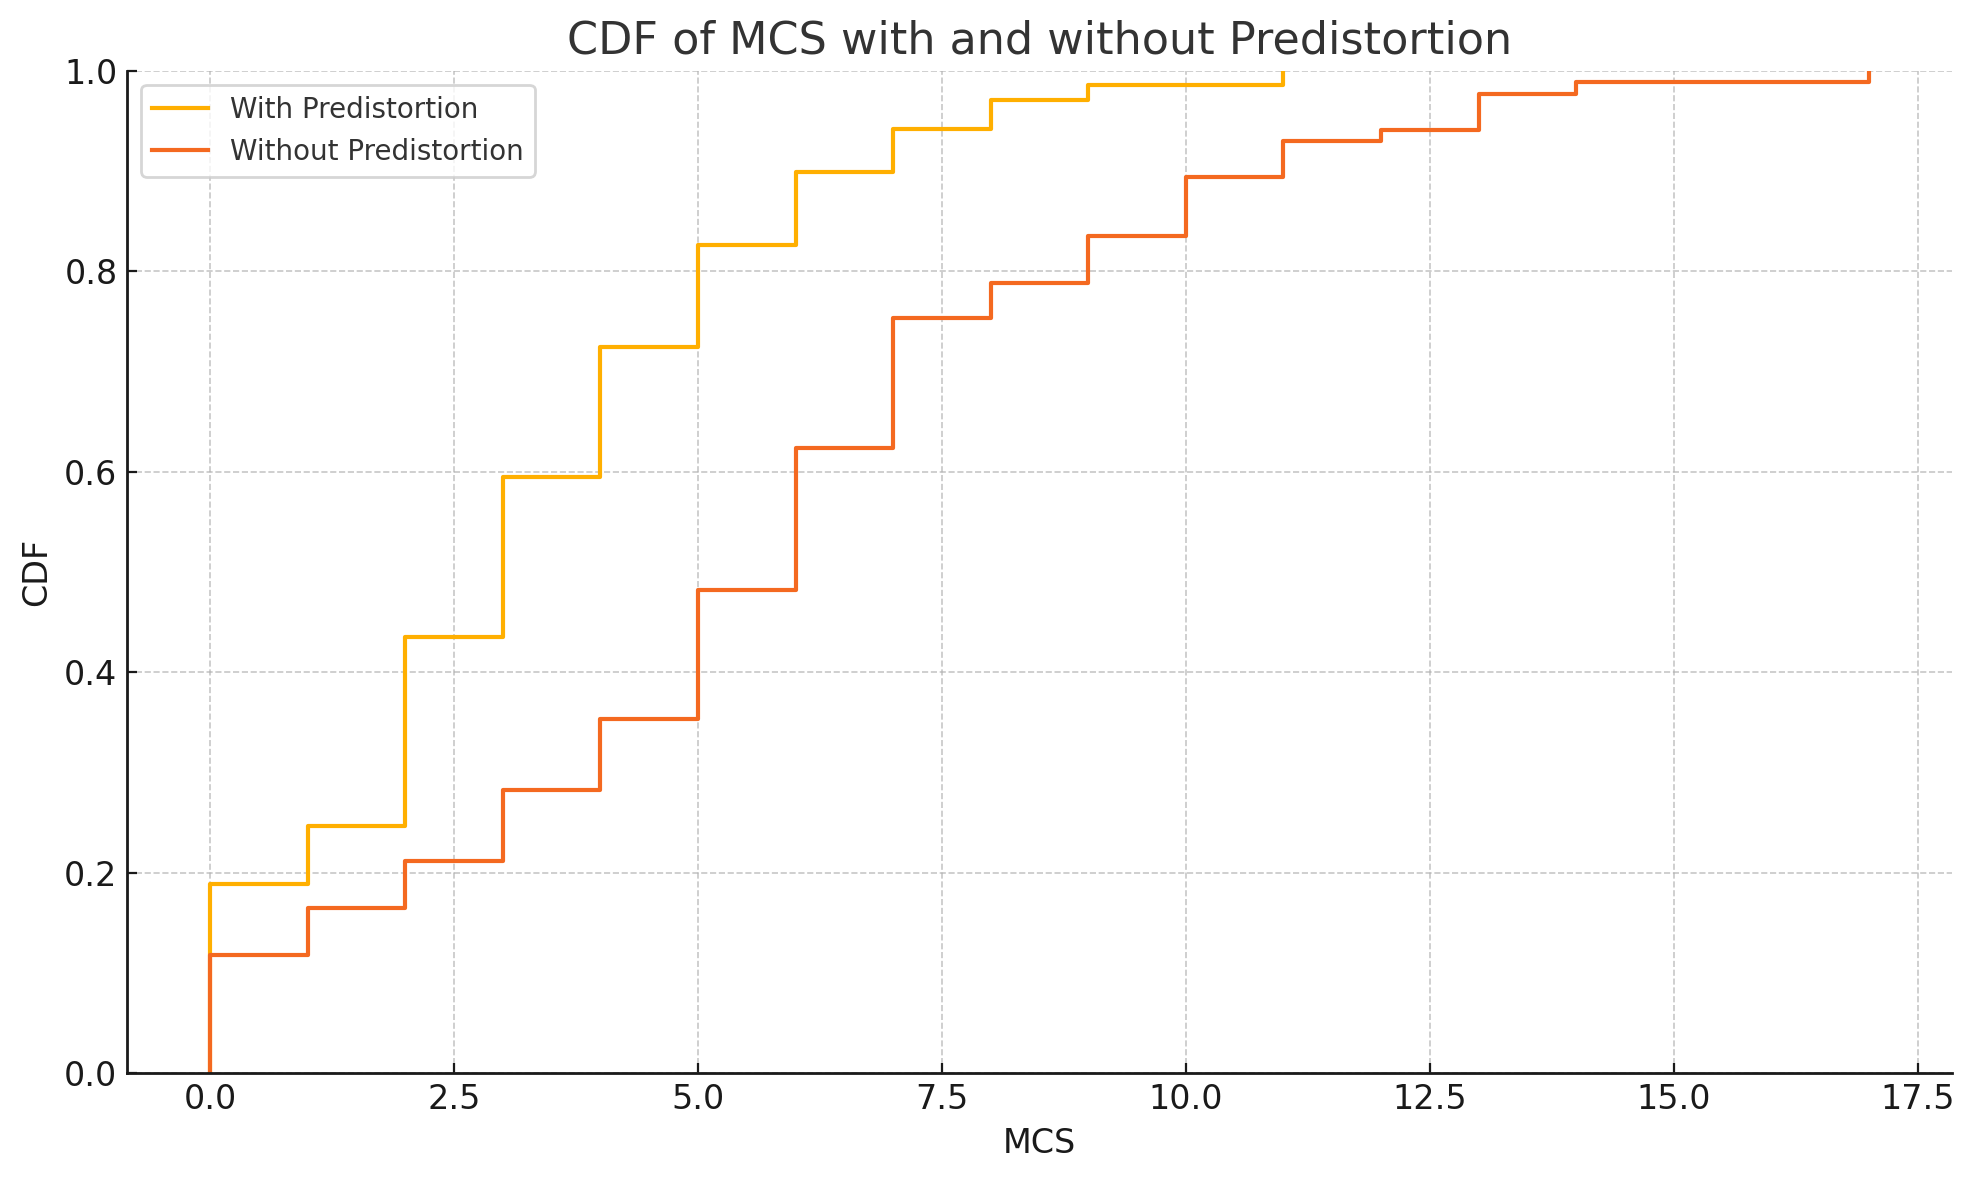 CDF of MCS with and without Predistortion
With Predistortion
Without Predistortion
1.0
0.8
0.6
0.4
0.2
0.0
CDF
0.0 2.5 5.0 7.5 10.0 12.5 15.0 17.5
MCS